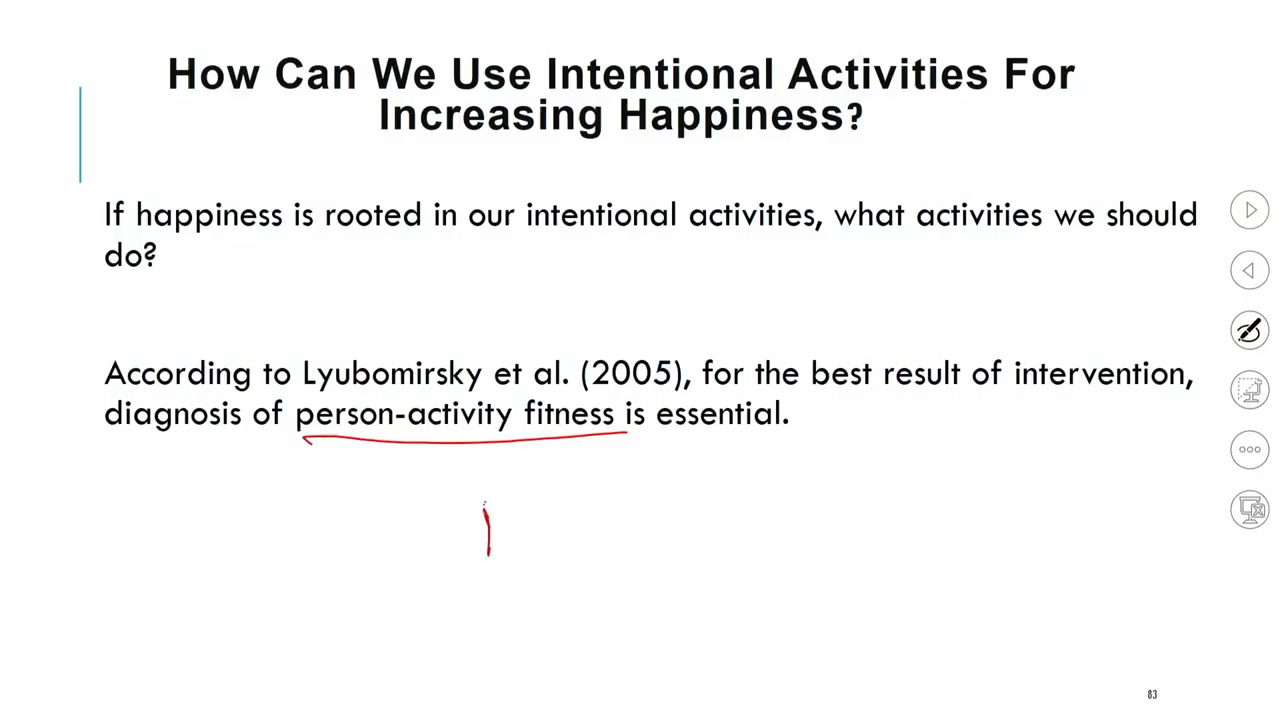 How Can We Use Intentional Activities For
Increasing Happiness?
If happiness is rooted in our intentional activities, what activities we should
do?
According to Lyubomirsky et al. (2005), for the best result of intervention,
diagnosis of person-activity fitness is essential.
83